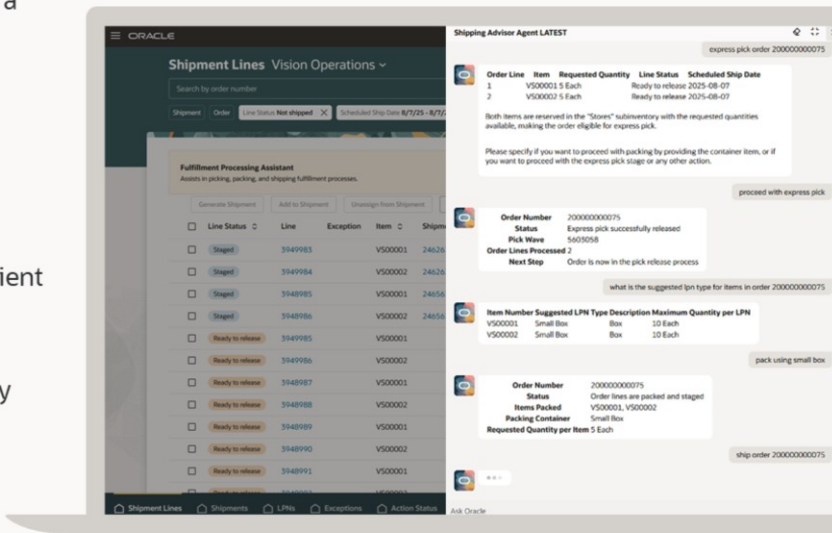 a
ient
y
ORACLE
Shipment Lines Vision Operations
Search by order number
Shipment Order Line Status Not shipped X Scheduled Ship Date 8/7/25 - 8/7/
Fulfillment Processing Assistant
Assists in picking, packing, and shipping fulfillment processes.
Generate Shipment Add to Shipment Unassign from Shipment
Line Status Line Exception Item Shipm
Staged 3949983 VS00001 24626
Staged 3949984 VS00002 24626
Staged 3948985 VS00001 24656
Staged 3948986 VS00002 24656
Ready to release 3949985 VS00001
Ready to release 3949986 VS00002
Ready to release 3948987 VS00001
Ready to release 3948988 VS00002
Ready to release 3948989 VS00001
Ready to release 3948990 VS00002
Ready to release 3948991 VS00001
Shipment Lines Shipments LPNs Exceptions Action Status
Shipping Advisor Agent LATEST
express pick order 200000000075
Order Line Item Requested Quantity Line Status Scheduled Ship Date
1 VS00001 5 Each Ready to release 2025-08-07
2 VS00002 5 Each Ready to release 2025-08-07
Both items are reserved in the "Stores" subinventory with the requested quantities
available, making the order eligible for express pick.
Please specify if you want to proceed with packing by providing the container item, or if
you want to proceed with the express pick stage or any other action.
proceed with express pick
Order Number 200000000075
Status Express pick successfully released
Pick Wave 5603058
Order Lines Processed 2
Next Step Order is now in the pick release process
what is the suggested lpn type for items in order 200000000075
Item Number Suggested LPN Type Description Maximum Quantity per LPN
VS00001 Small Box Box 10 Each
VS00002 Small Box Box 10 Each
pack using small box
Order Number 200000000075
Status Order lines are packed and staged
Items Packed VS00001, VS00002
Packing Container Small Box
Requested Quantity per Item 5 Each
ship order 200000000075
Ask Oracle